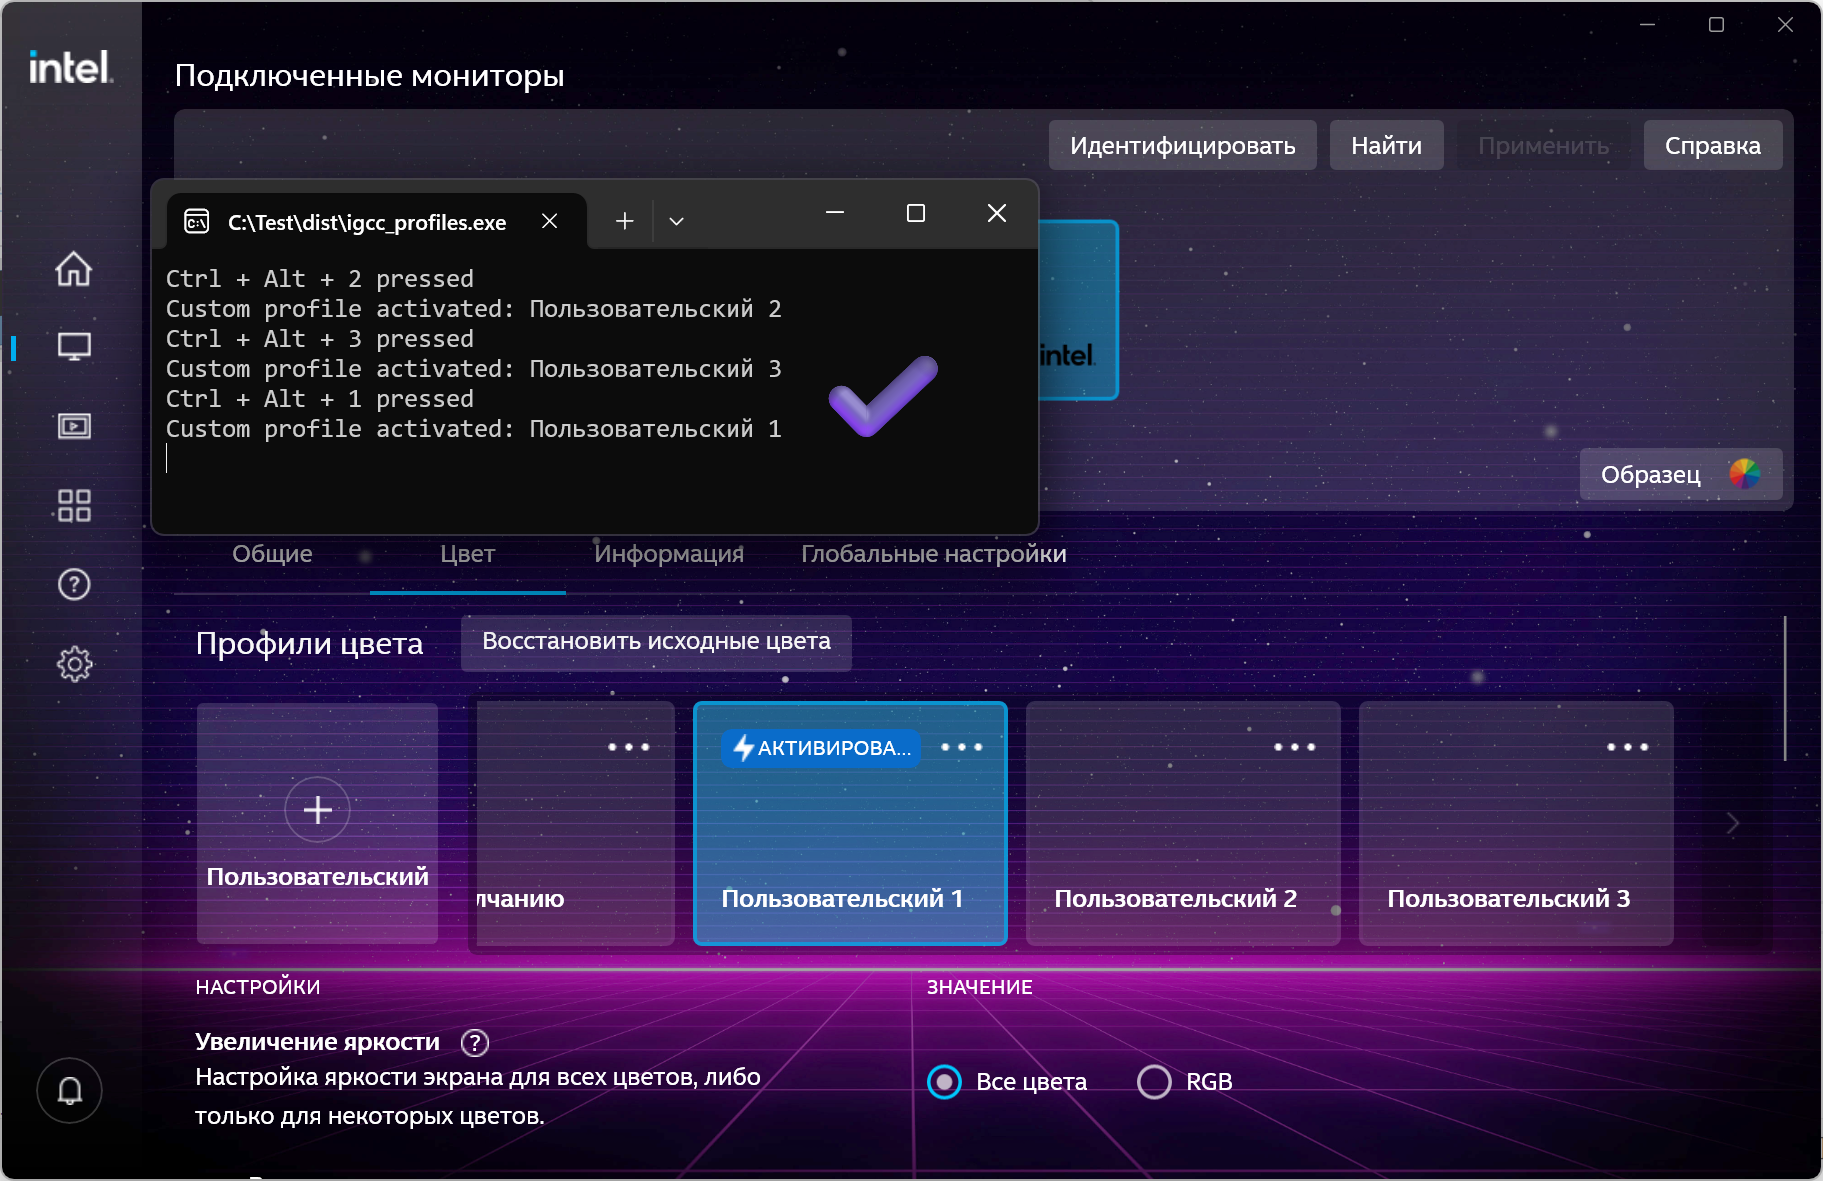 intel.
Подключенные мониторы
Идентифицировать
Найти
Применить
Справка
C:\Test\dist\igcc_profiles.exe
Ctrl + Alt + 2 pressed
Custom profile activated: Пользовательский 2
Ctrl + Alt + 3 pressed
Custom profile activated: Пользовательский 3
Ctrl + Alt + 1 pressed
Custom profile activated: Пользовательский 1
intel.
Образец
Общие
Цвет
Информация
Глобальные настройки
Профили цвета
Восстановить исходные цвета
Пользовательский
лчанию
АКТИВИРОВА...
Пользовательский 1
Пользовательский 2
Пользовательский 3
НАСТРОЙКИ
ЗНАЧЕНИЕ
Увеличение яркости
Настройка яркости экрана для всех цветов, либо
только для некоторых цветов.
Все цвета
RGB